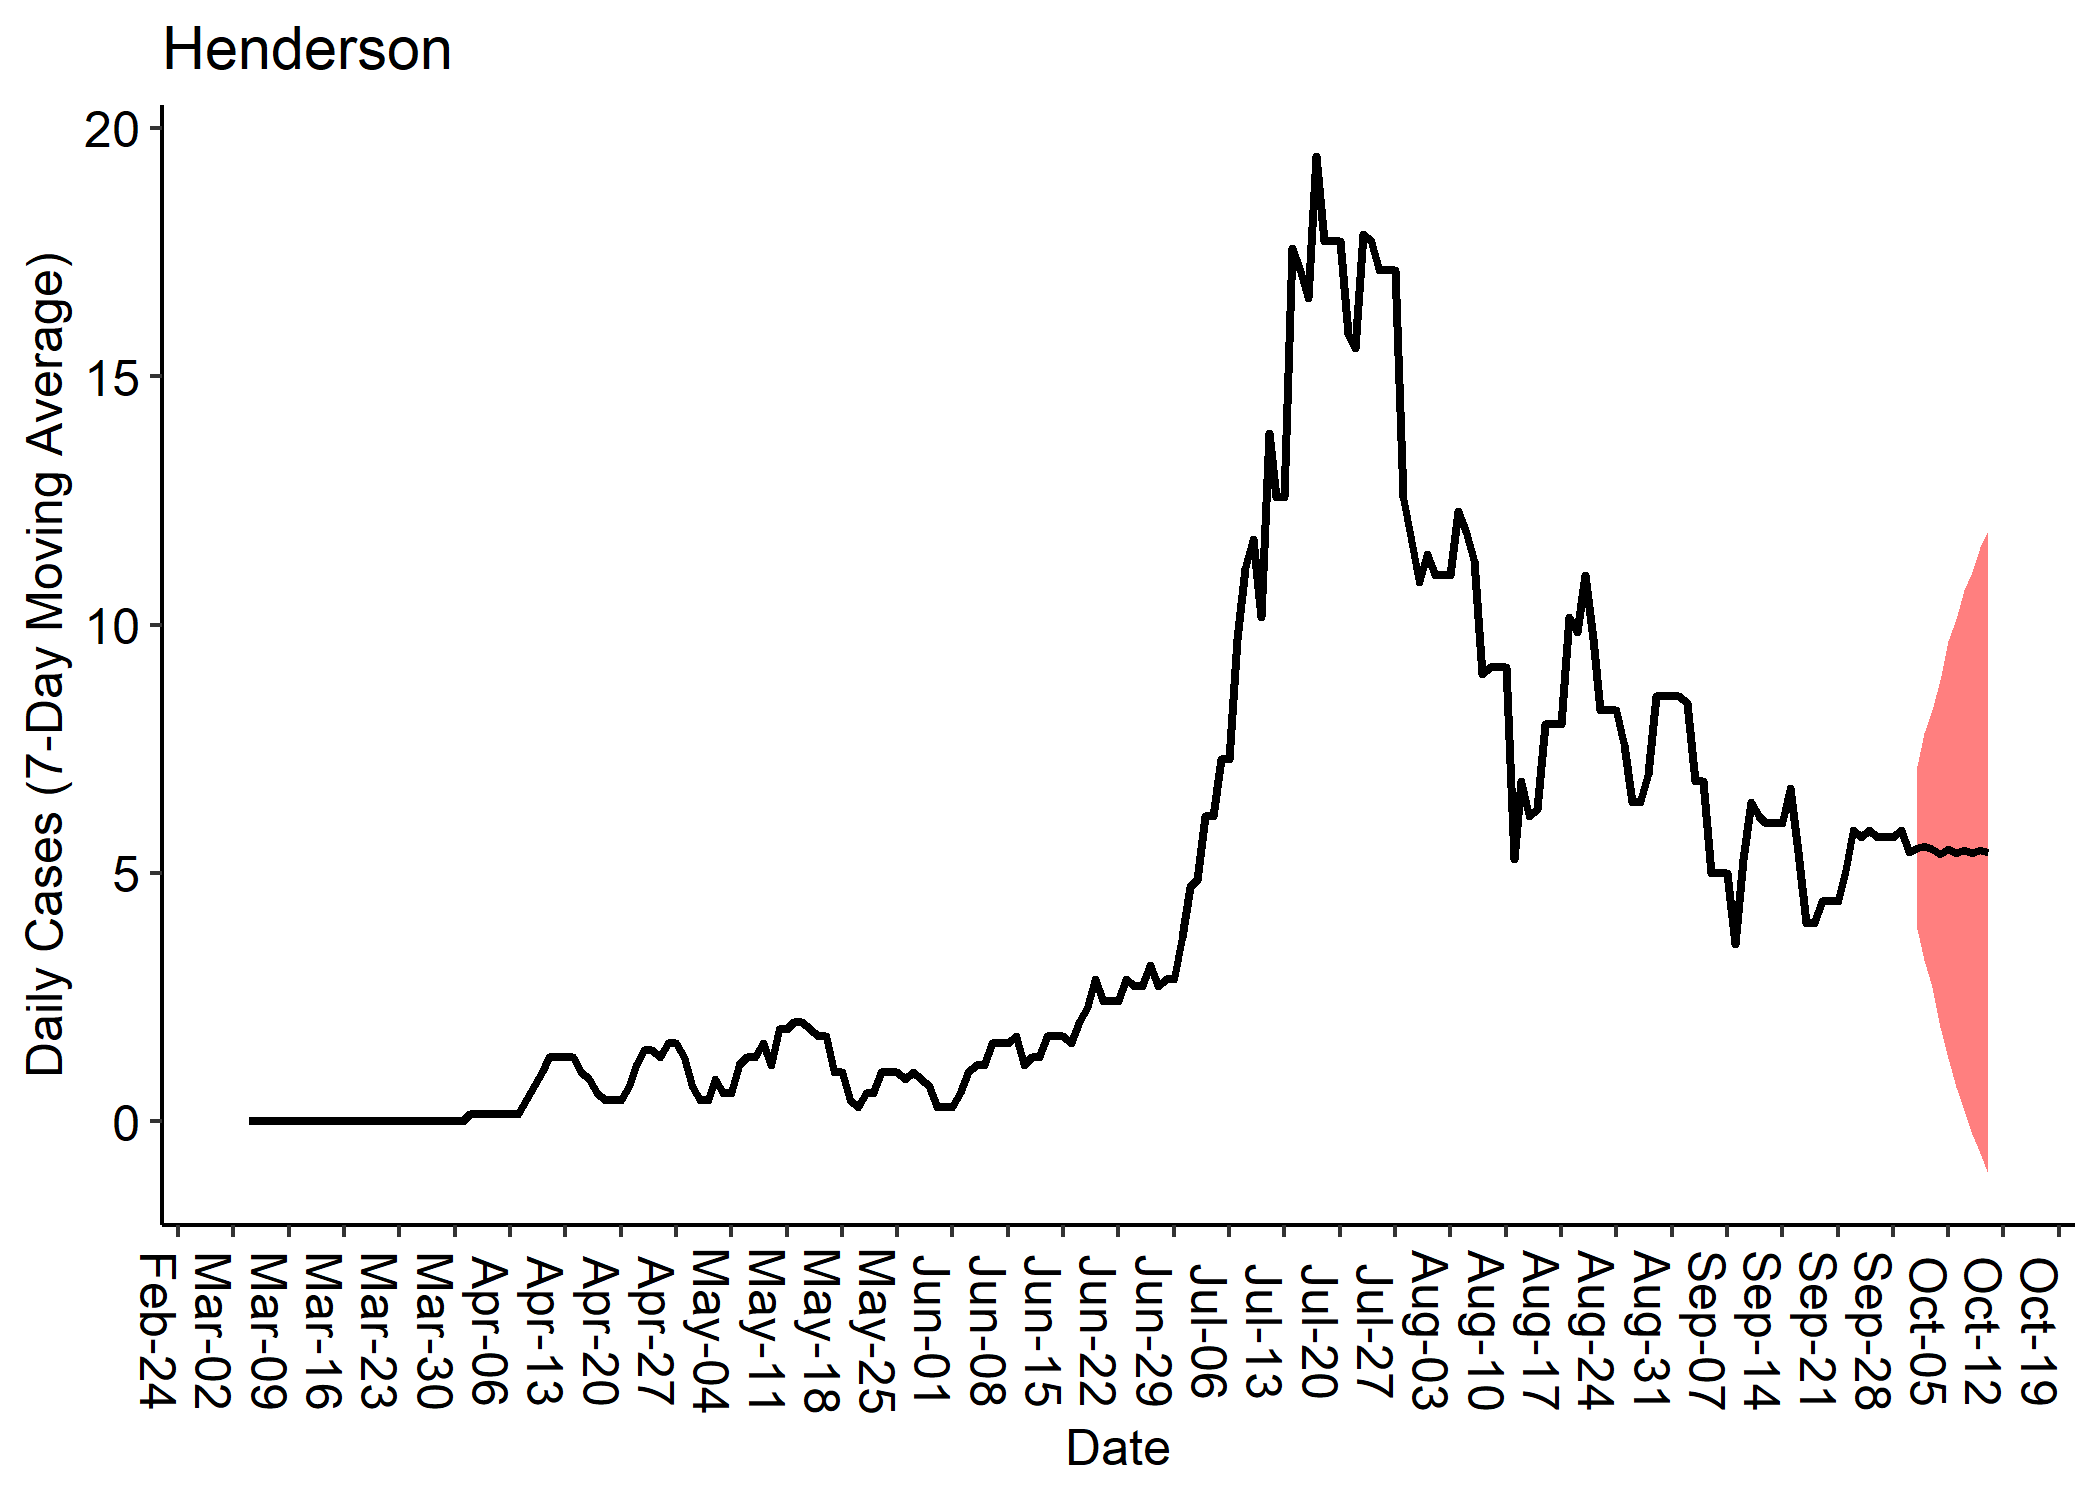 Henderson
20
15
10
5
0
Daily Cases (7-Day Moving Average)
Feb-24
Mar-02
Mar-09
Mar-16
Mar-23
Mar-30
Apr-06
Apr-13
Apr-20
Apr-27
May-04
May-11
May-18
May-25
Jun-01
Jun-08
Jun-15
Jun-22
Jun-29
Jul-06
Jul-13
Jul-20
Jul-27
Aug-03
Aug-10
Aug-17
Aug-24
Aug-31
Sep-07
Sep-14
Sep-21
Sep-28
Oct-05
Oct-12
Oct-19
Date